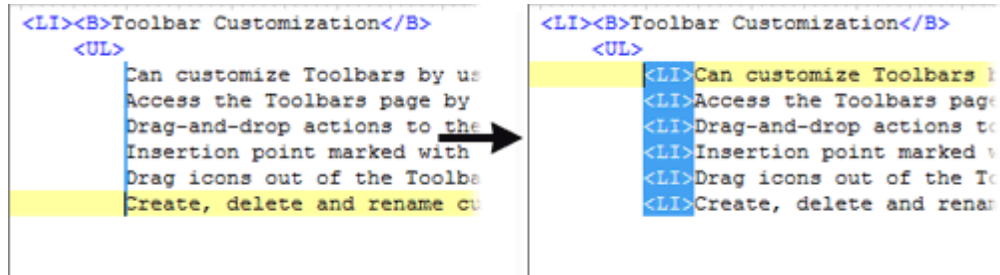 <LI><B>Toolbar Customization</B>
<UL>
Can customize Toolbars by us
Access the Toolbars page by
Drag-and-drop actions to the
Insertion point marked with
Drag icons out of the Toolba
Create, delete and rename cu
<LI><B>Toolbar Customization</B>
<UL>
<LI>Can customize Toolbars
<LI>Access the Toolbars page
<LI>Drag-and-drop actions to
<LI>Insertion point marked
<LI>Drag icons out of the To
<LI>Create, delete and renam